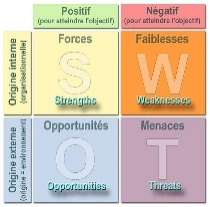 Positif
(pour atteindre l'objectif)
Négatif
(pour atteindre l'objectif)
Origine interne
(organisationnelle)
Forces
S
Strengths
Faiblesses
W
Weaknesses
Origine externe
(origine = environnement)
Opportunités
O
Opportunities
Menaces
T
Threats